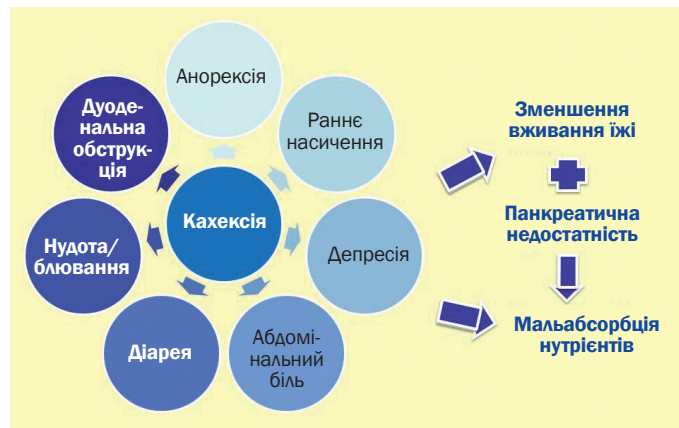 Анорексія
Раннє
насичення
Депресія
Абдомі-
нальний
біль
Діарея
Нудота/
блювання
Дуоде-
нальна
обструк-
ція
Кахексія
Зменшення
вживання їжі
Панкреатична
недостатність
Мальабсорбція
нутрієнтів